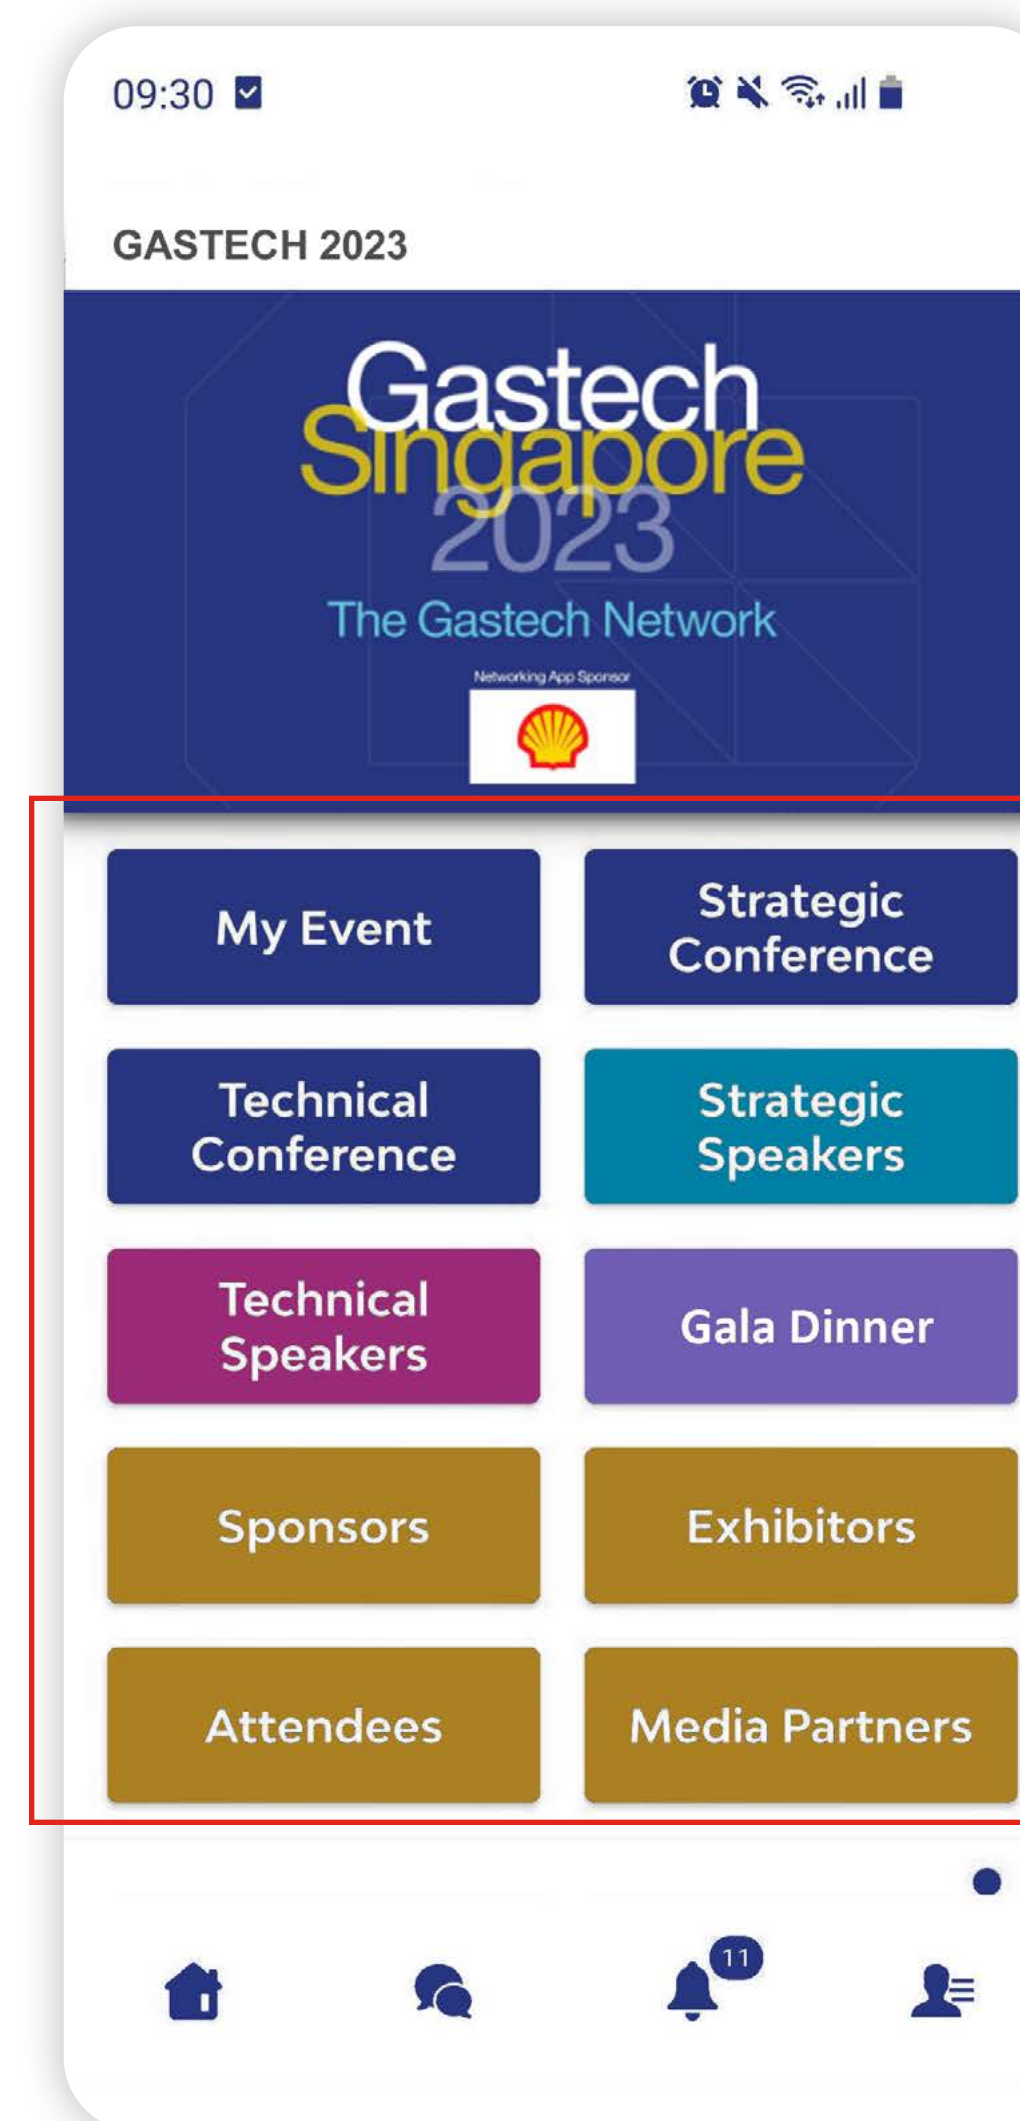 09:30
GASTECH 2023
Gastech
Singapore
2023
The Gastech Network
Networking App Sponsor
My Event
Strategic
Conference
Technical
Conference
Strategic
Speakers
Technical
Speakers
Gala Dinner
Sponsors
Exhibitors
Attendees
Media Partners
11